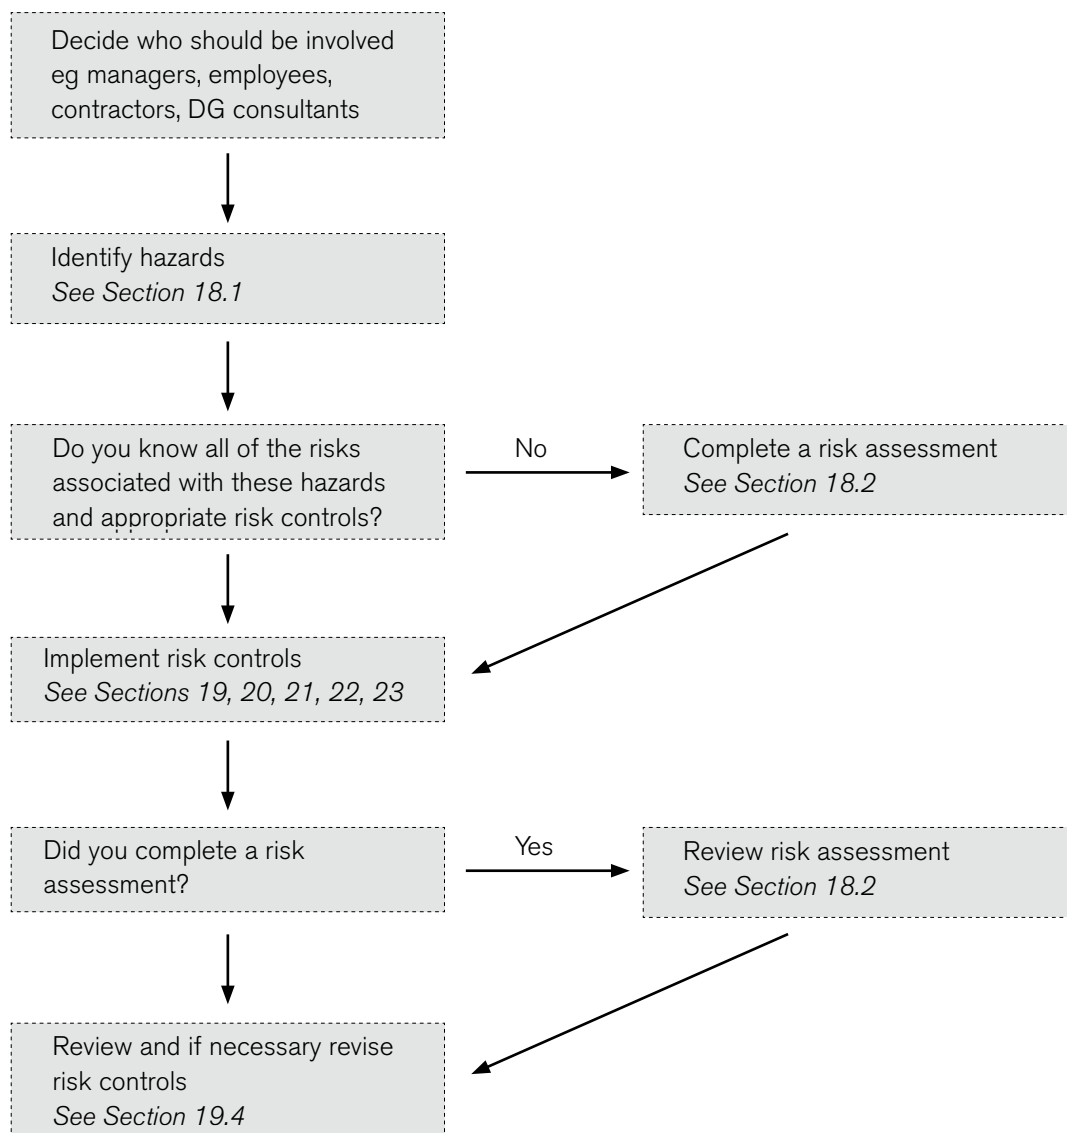 Decide who should be involved
eg managers, employees,
contractors, DG consultants
Identify hazards
See Section 18.1
Do you know all of the risks
associated with these hazards
and appropriate risk controls?
No
Complete a risk assessment
See Section 18.2
Implement risk controls
See Sections 19, 20, 21, 22, 23
Did you complete a risk
assessment?
Yes
Review risk assessment
See Section 18.2
Review and if necessary revise
risk controls
See Section 19.4